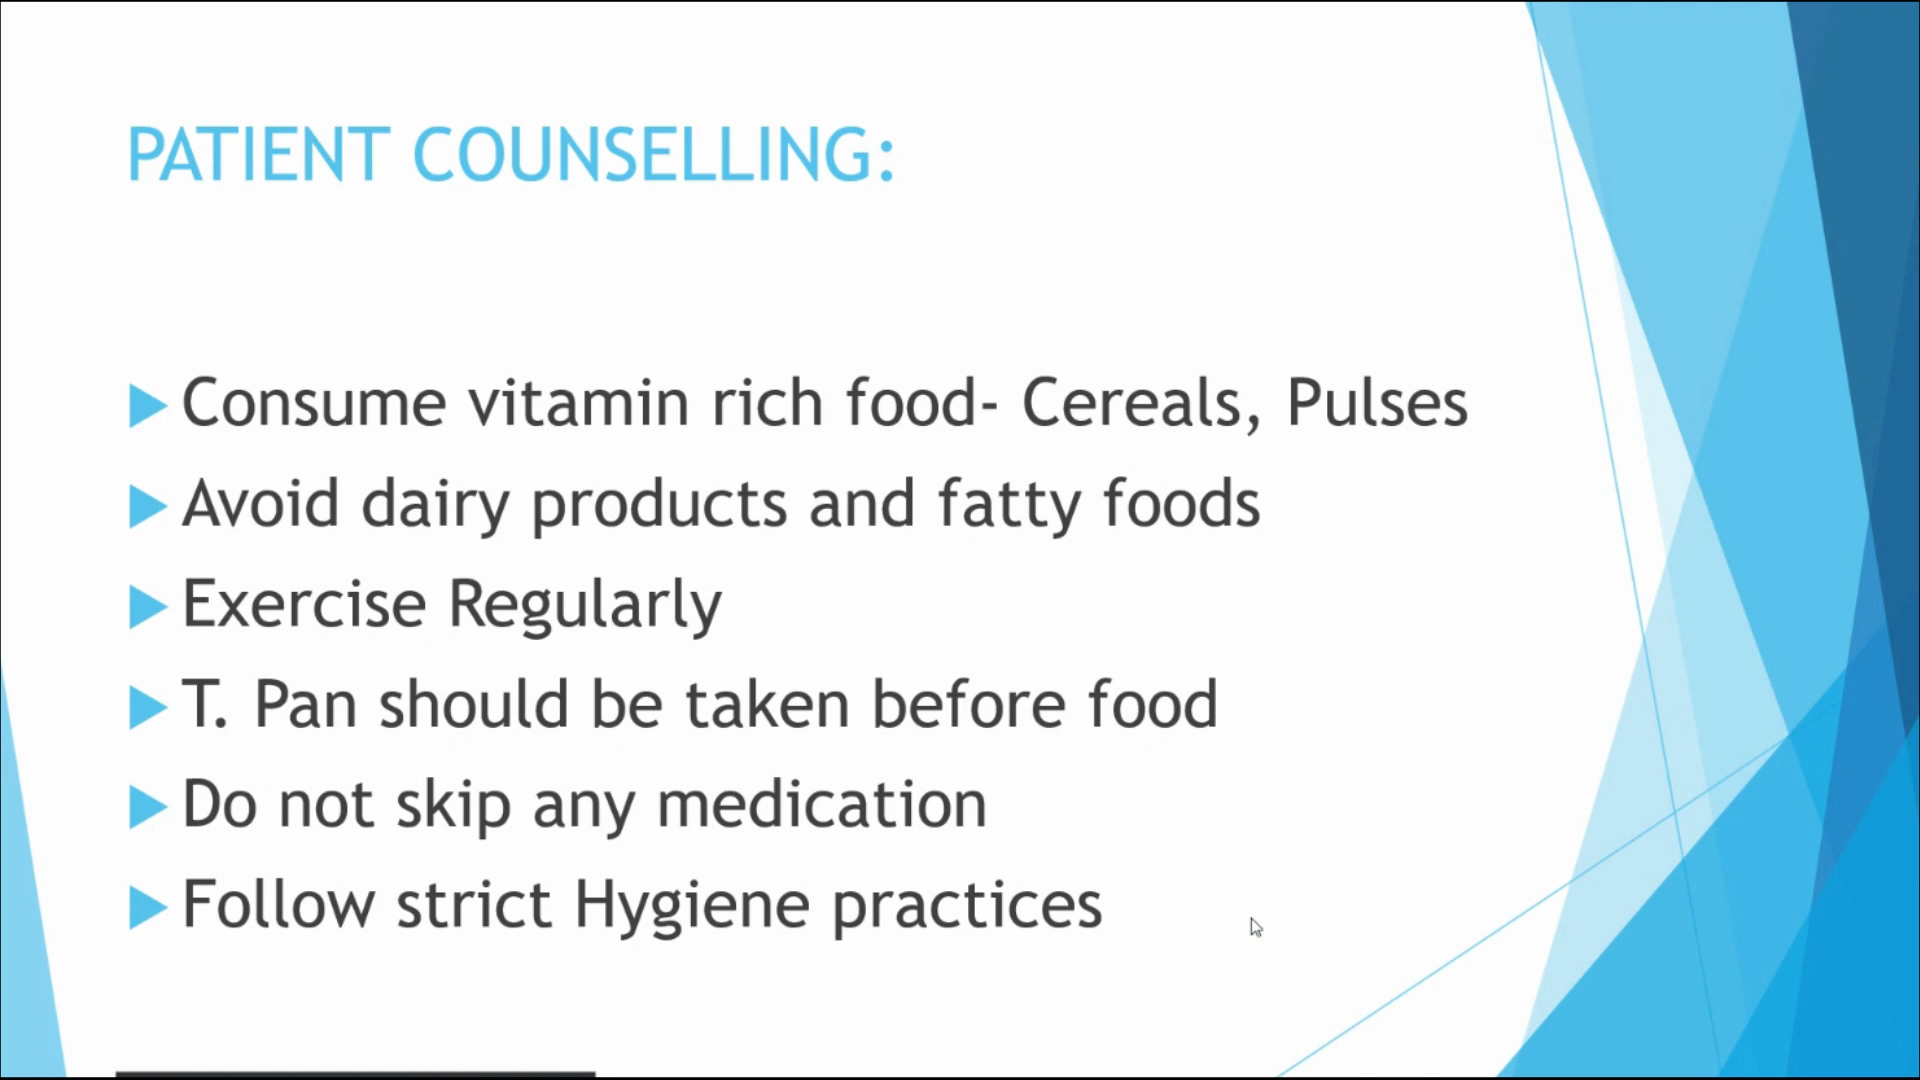 PATIENT COUNSELLING:
Consume vitamin rich food- Cereals, Pulses
Avoid dairy products and fatty foods
Exercise Regularly
T. Pan should be taken before food
Do not skip any medication
Follow strict Hygiene practices